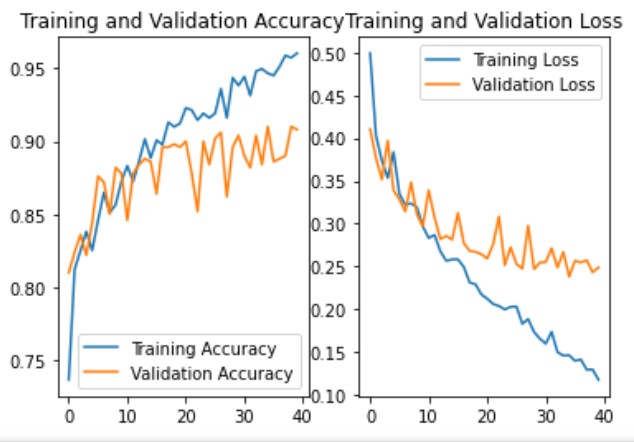 Training and Validation Accuracy
0.95
0.90
0.85
0.80
0.75
Training Accuracy
Validation Accuracy
0 10 20 30 40
Training and Validation Loss
0.50
0.45
0.40
0.35
0.30
0.25
0.20
0.15
0.10
Training Loss
Validation Loss
0 10 20 30 40